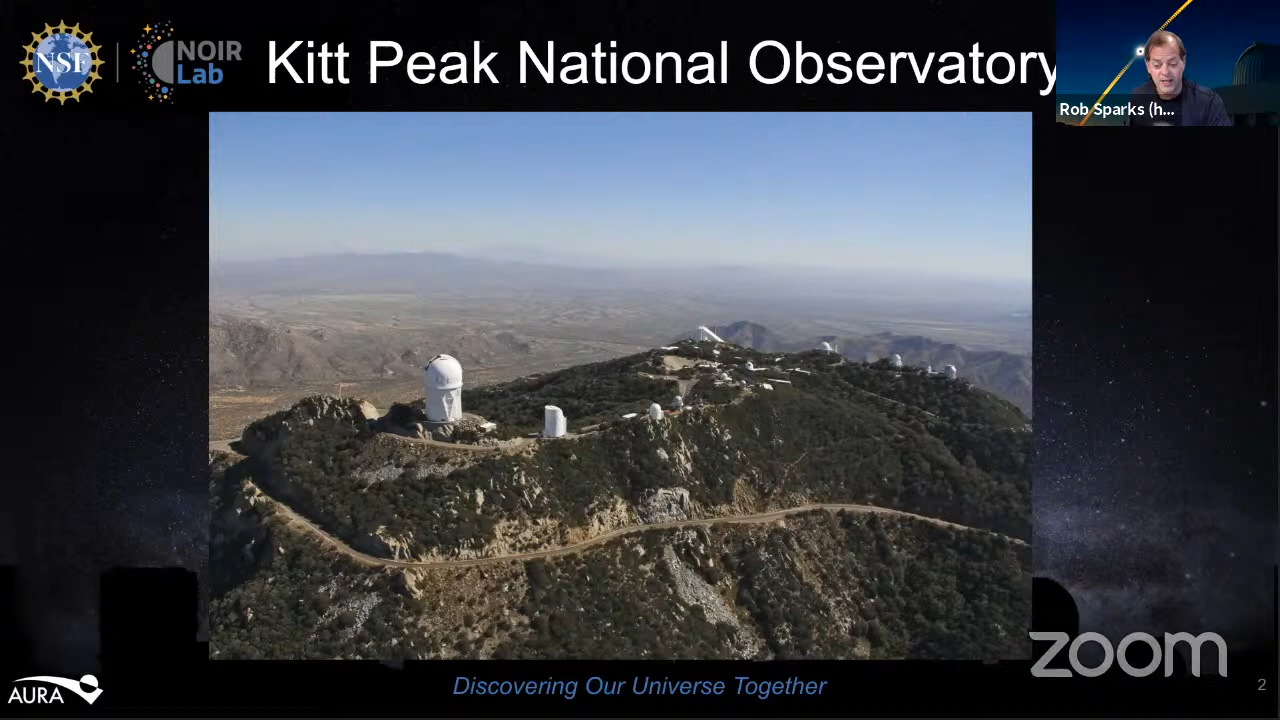 NSF
NOIR
Lab
Kitt Peak National Observatory
Rob Sparks (h...
zoom
AURA
Discovering Our Universe Together
2